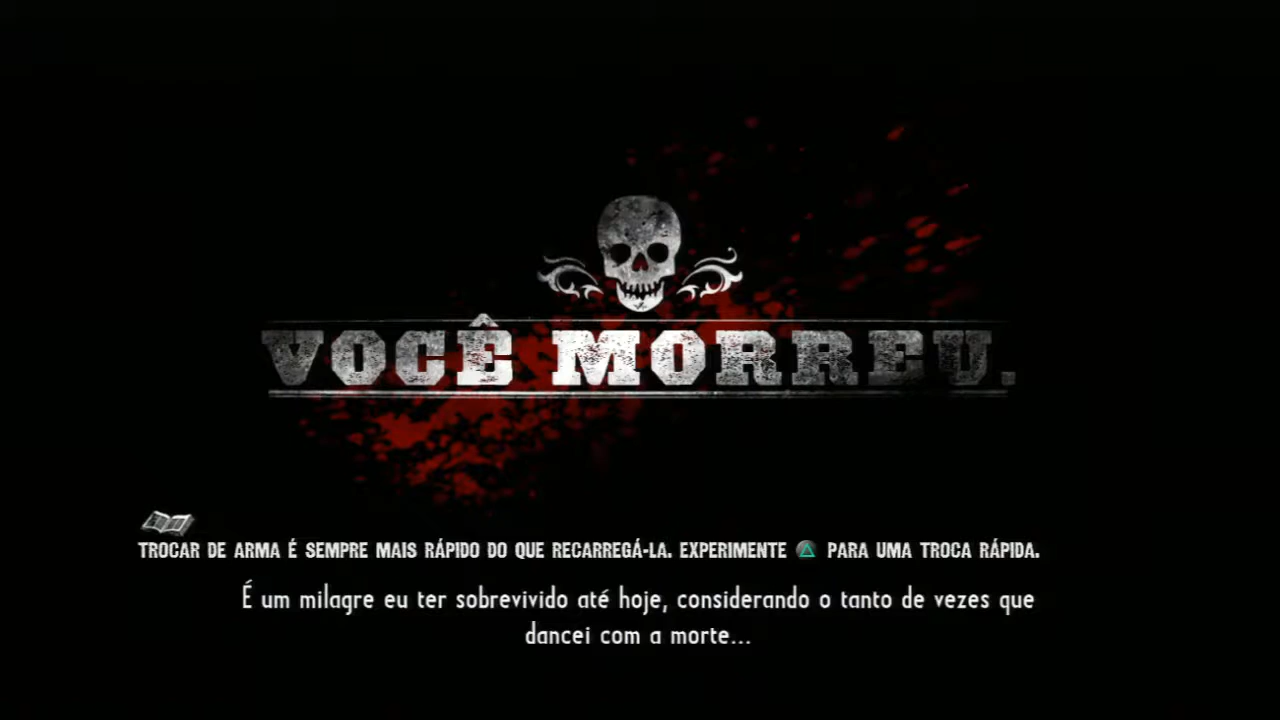 VOCÊ MORREU.
TROCAR DE ARMA É SEMPRE MAIS RÁPIDO DO QUE RECARREGÁ-LA. EXPERIMENTE PARA UMA TROCA RÁPIDA.
É um milagre eu ter sobrevivido até hoje, considerando o tanto de vezes que
dancei com a morte...